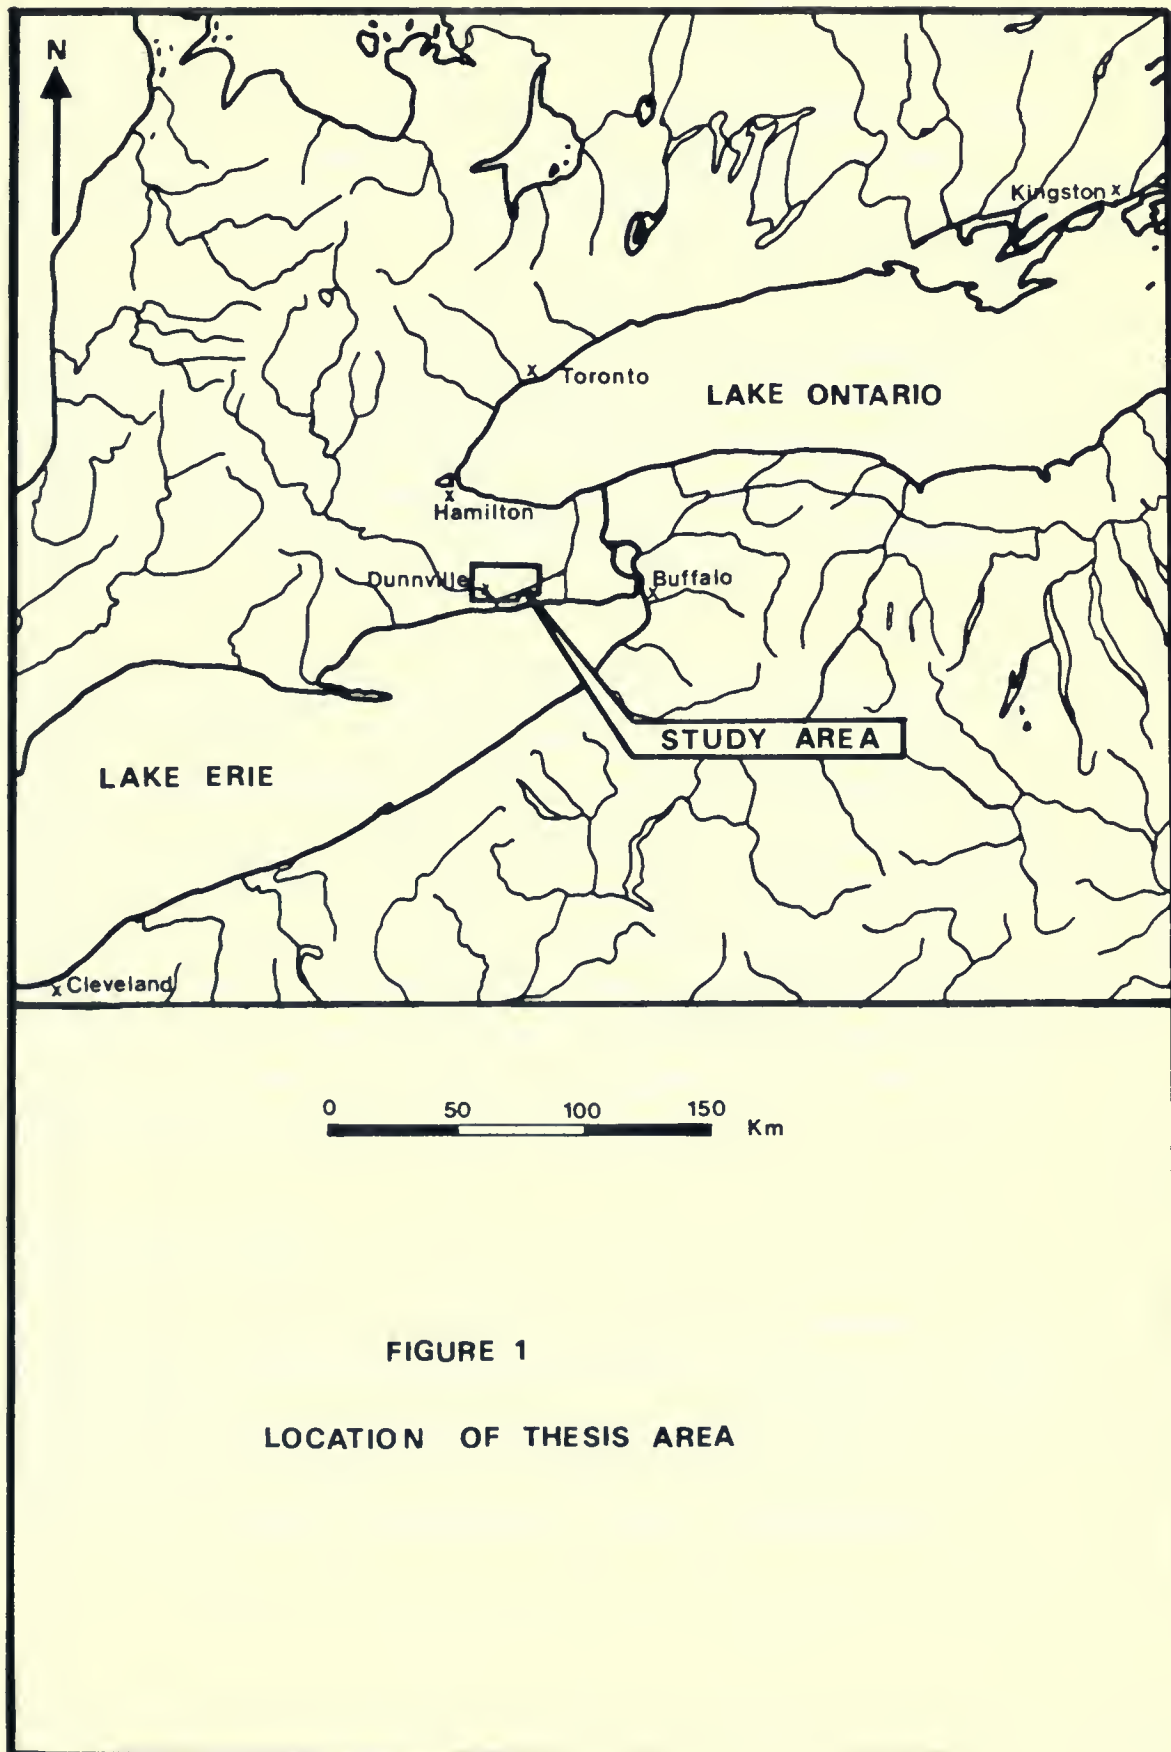 N
Kingston x
x Toronto
LAKE ONTARIO
x
Hamilton
Dunnville x
Buffalo
x
STUDY AREA
LAKE ERIE
x Cleveland
0 50 100 150 Km
FIGURE 1
LOCATION OF THESIS AREA